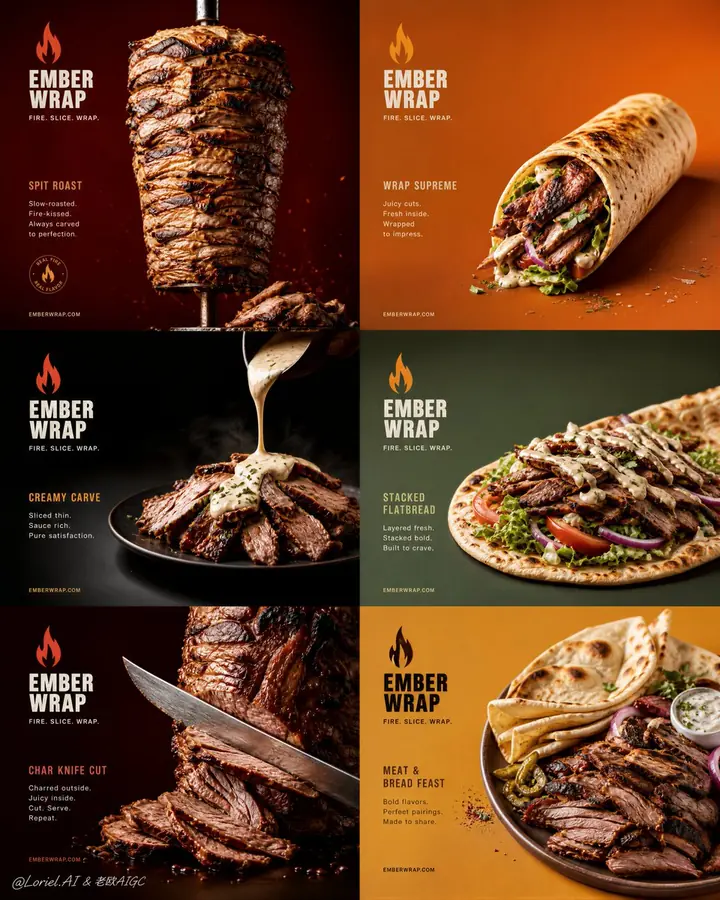 EMBER
WRAP
FIRE. SLICE. WRAP.
SPIT ROAST
Slow-roasted.
Fire-kissed.
Always carved
to perfection.
REAL FIRE
REAL FLAVOR
EMBERWRAP.COM
EMBER
WRAP
FIRE. SLICE. WRAP.
WRAP SUPREME
Juicy cuts.
Fresh inside.
Wrapped
to impress.
EMBERWRAP.COM
EMBER
WRAP
FIRE. SLICE. WRAP.
CREAMY CARVE
Sliced thin.
Sauce rich.
Pure satisfaction.
EMBERWRAP.COM
EMBER
WRAP
FIRE. SLICE. WRAP.
STACKED
FLATBREAD
Layered fresh.
Stacked bold.
Built to crave.
EMBERWRAP.COM
EMBER
WRAP
FIRE. SLICE. WRAP.
CHAR KNIFE CUT
Charred outside.
Juicy inside.
Cut. Serve.
Repeat.
EMBERWRAP.COM
EMBER
WRAP
FIRE. SLICE. WRAP.
MEAT &
BREAD FEAST
Bold flavors.
Perfect pairings.
Made to share.
EMBERWRAP.COM
@Loriel.AI & 老欧AIGC